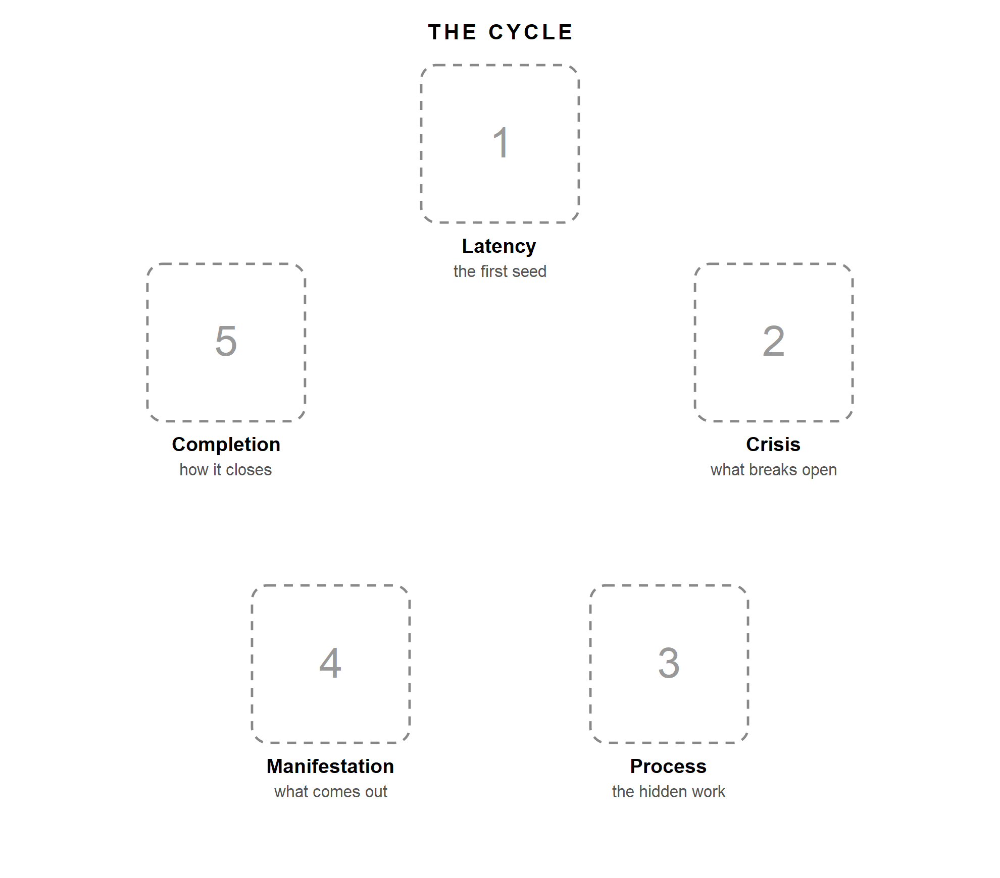 THE CYCLE
1
Latency
the first seed
5
Completion
how it closes
2
Crisis
what breaks open
4
Manifestation
what comes out
3
Process
the hidden work